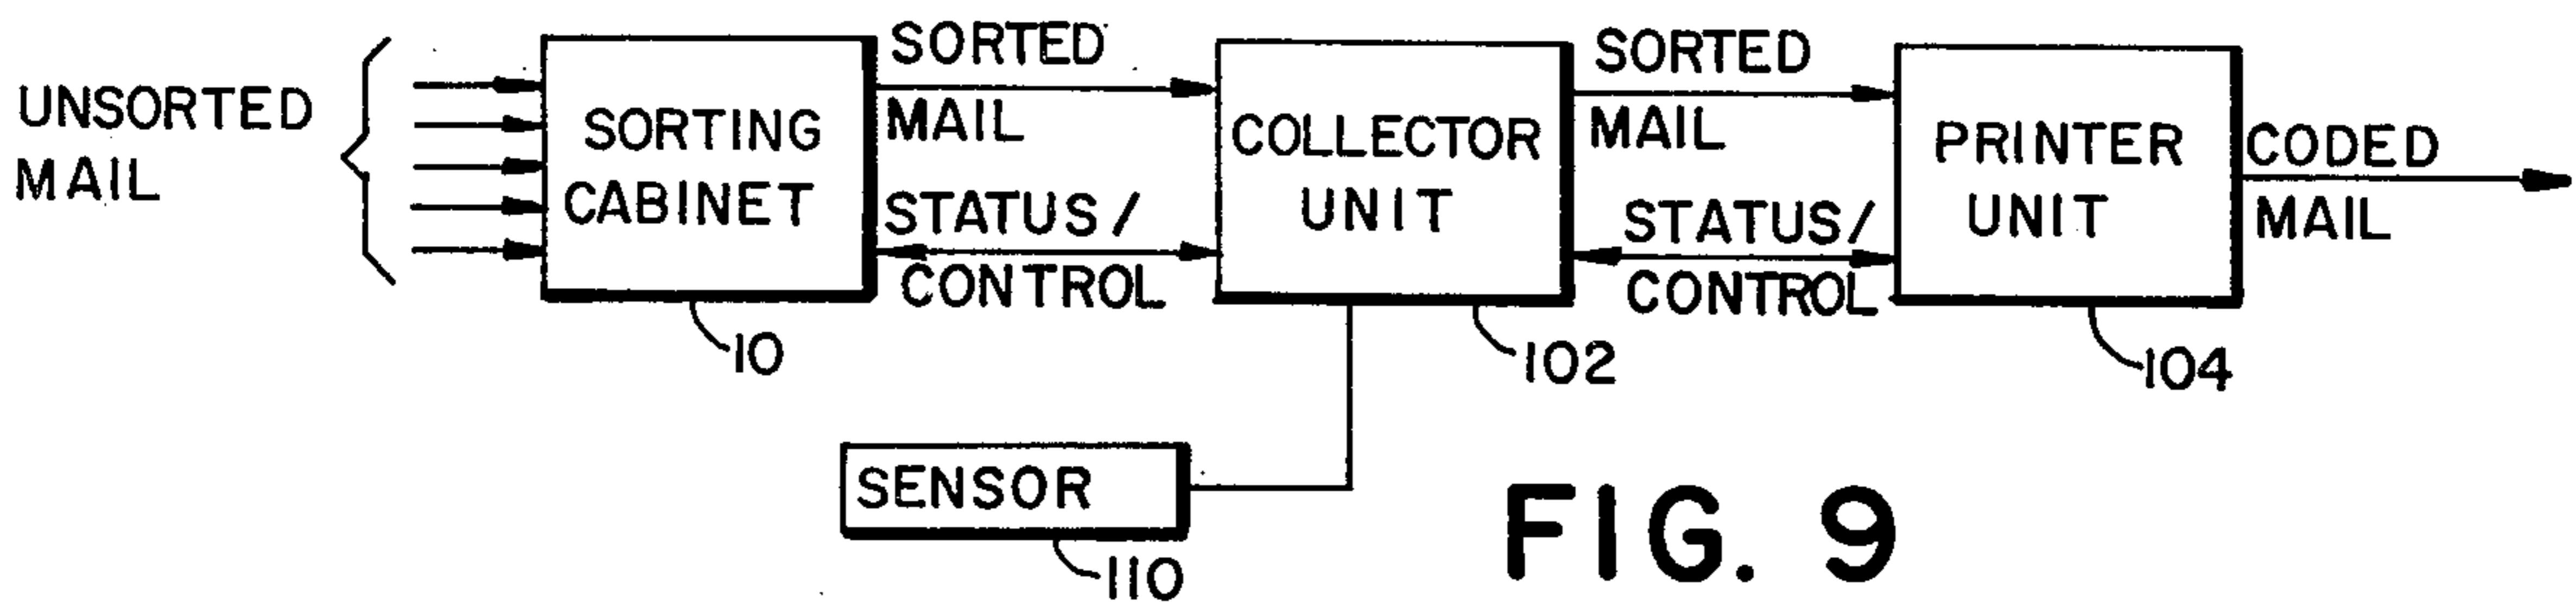 UNSORTED
MAIL
SORTING
CABINET
10
SORTED
MAIL
STATUS/
CONTROL
COLLECTOR
UNIT
102
SORTED
MAIL
STATUS/
CONTROL
PRINTER
UNIT
104
CODED
MAIL
SENSOR
110
FIG. 9